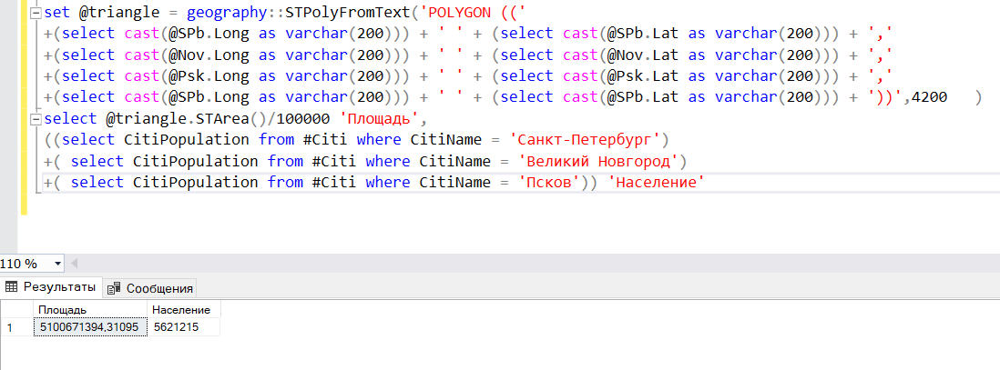 set @triangle = geography::STPolyFromText('POLYGON (('
+(select cast(@SPb.Long as varchar(200))) + ' ' + (select cast(@SPb.Lat as varchar(200))) + ','
+(select cast(@Nov.Long as varchar(200))) + ' ' + (select cast(@Nov.Lat as varchar(200))) + ','
+(select cast(@Psk.Long as varchar(200))) + ' ' + (select cast(@Psk.Lat as varchar(200))) + ','
+(select cast(@SPb.Long as varchar(200))) + ' ' + (select cast(@SPb.Lat as varchar(200))) + '))',4200   )
select @triangle.STArea()/100000 'Площадь',
((select CitiPopulation from #Citi where CitiName = 'Санкт-Петербург')
+( select CitiPopulation from #Citi where CitiName = 'Великий Новгород')
+( select CitiPopulation from #Citi where CitiName = 'Псков')) 'Население'
110 %
Результаты Сообщения
Площадь Население
1 5100671394,31095 5621215